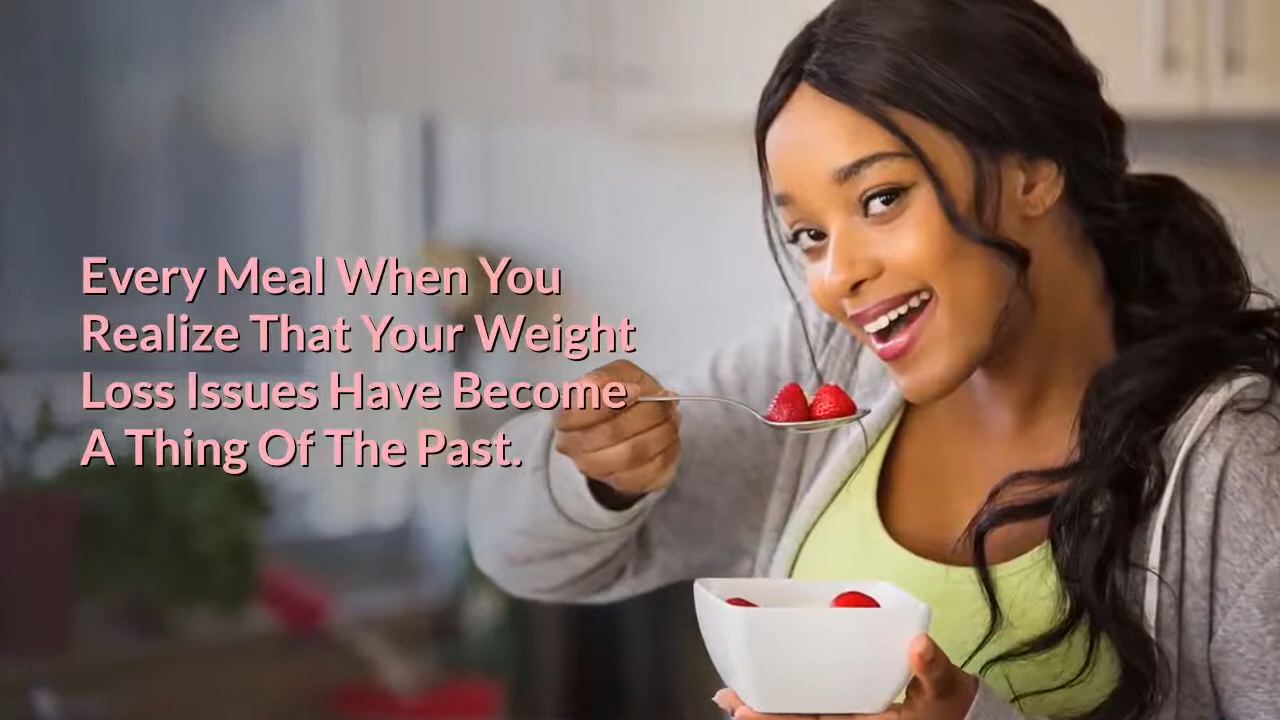 Every Meal When You
Realize That Your Weight
Loss Issues Have Become
A Thing Of The Past.